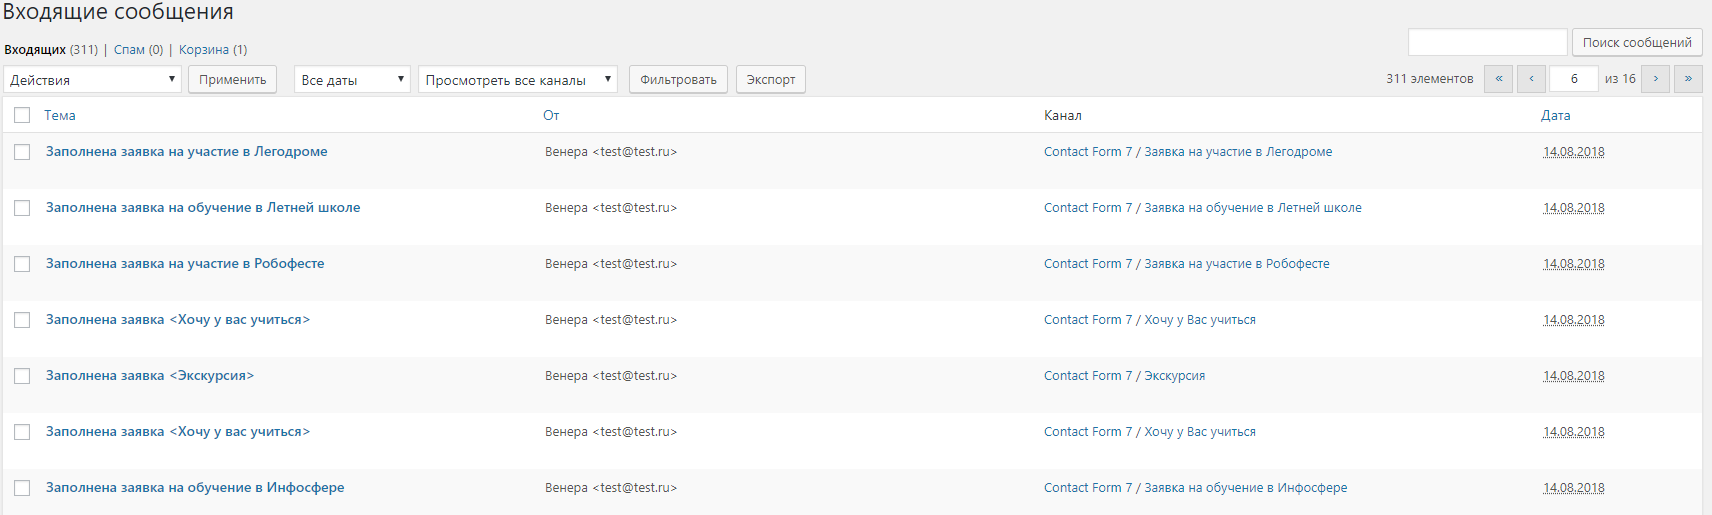 Входящие сообщения
Входящих (311) | Спам (0) | Корзина (1)
Поиск сообщений
Действия Применить Все даты Просмотреть все каналы Фильтровать Экспорт 311 элементов « ‹ 6 из 16 › »
Тема От Канал Дата
Заполнена заявка на участие в Легодроме Венера <test@test.ru> Contact Form 7 / Заявка на участие в Легодроме 14.08.2018
Заполнена заявка на обучение в Летней школе Венера <test@test.ru> Contact Form 7 / Заявка на обучение в Летней школе 14.08.2018
Заполнена заявка на участие в Робофесте Венера <test@test.ru> Contact Form 7 / Заявка на участие в Робофесте 14.08.2018
Заполнена заявка <Хочу у вас учиться> Венера <test@test.ru> Contact Form 7 / Хочу у Вас учиться 14.08.2018
Заполнена заявка <Экскурсия> Венера <test@test.ru> Contact Form 7 / Экскурсия 14.08.2018
Заполнена заявка <Хочу у вас учиться> Венера <test@test.ru> Contact Form 7 / Хочу у Вас учиться 14.08.2018
Заполнена заявка на обучение в Инфосфере Венера <test@test.ru> Contact Form 7 / Заявка на обучение в Инфосфере 14.08.2018